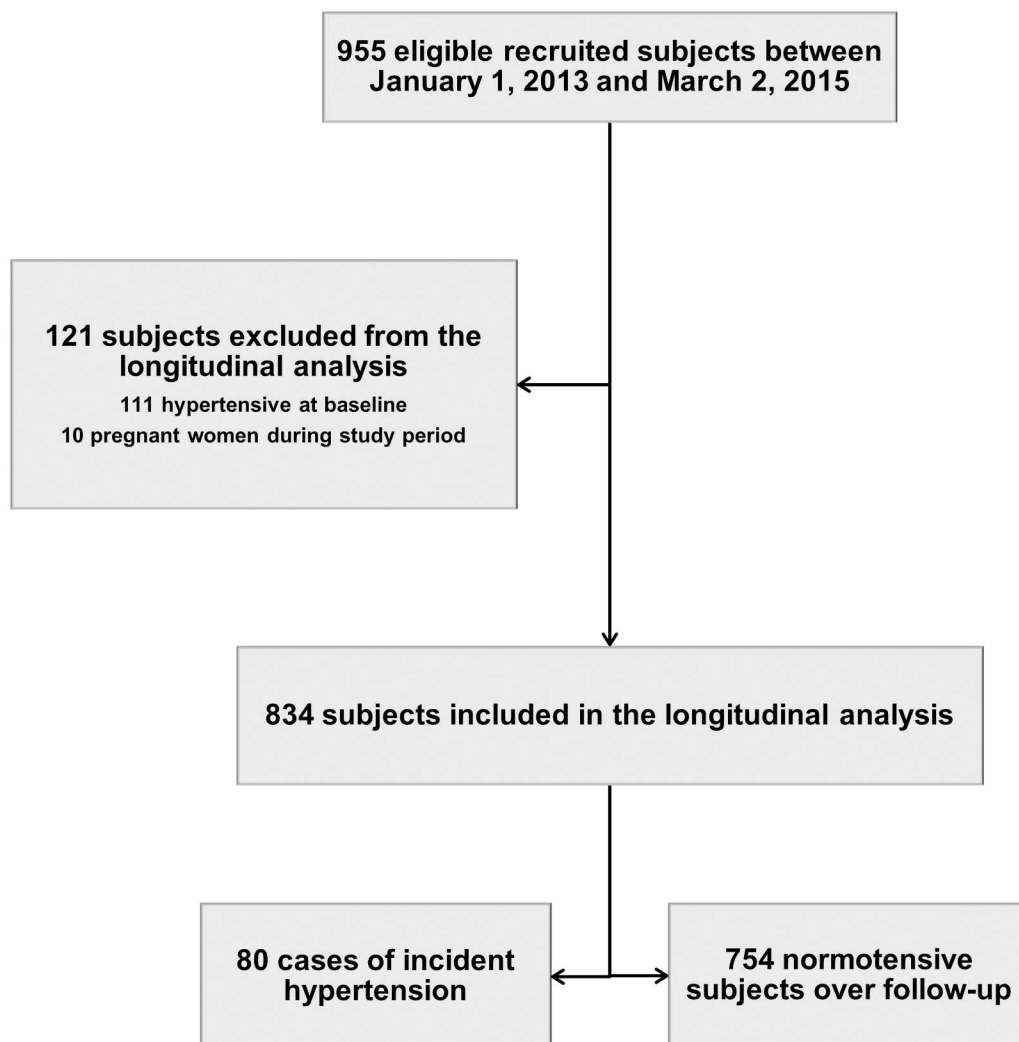 955 eligible recruited subjects between
January 1, 2013 and March 2, 2015
121 subjects excluded from the
longitudinal analysis
111 hypertensive at baseline
10 pregnant women during study period
834 subjects included in the longitudinal analysis
80 cases of incident
hypertension
754 normotensive
subjects over follow-up